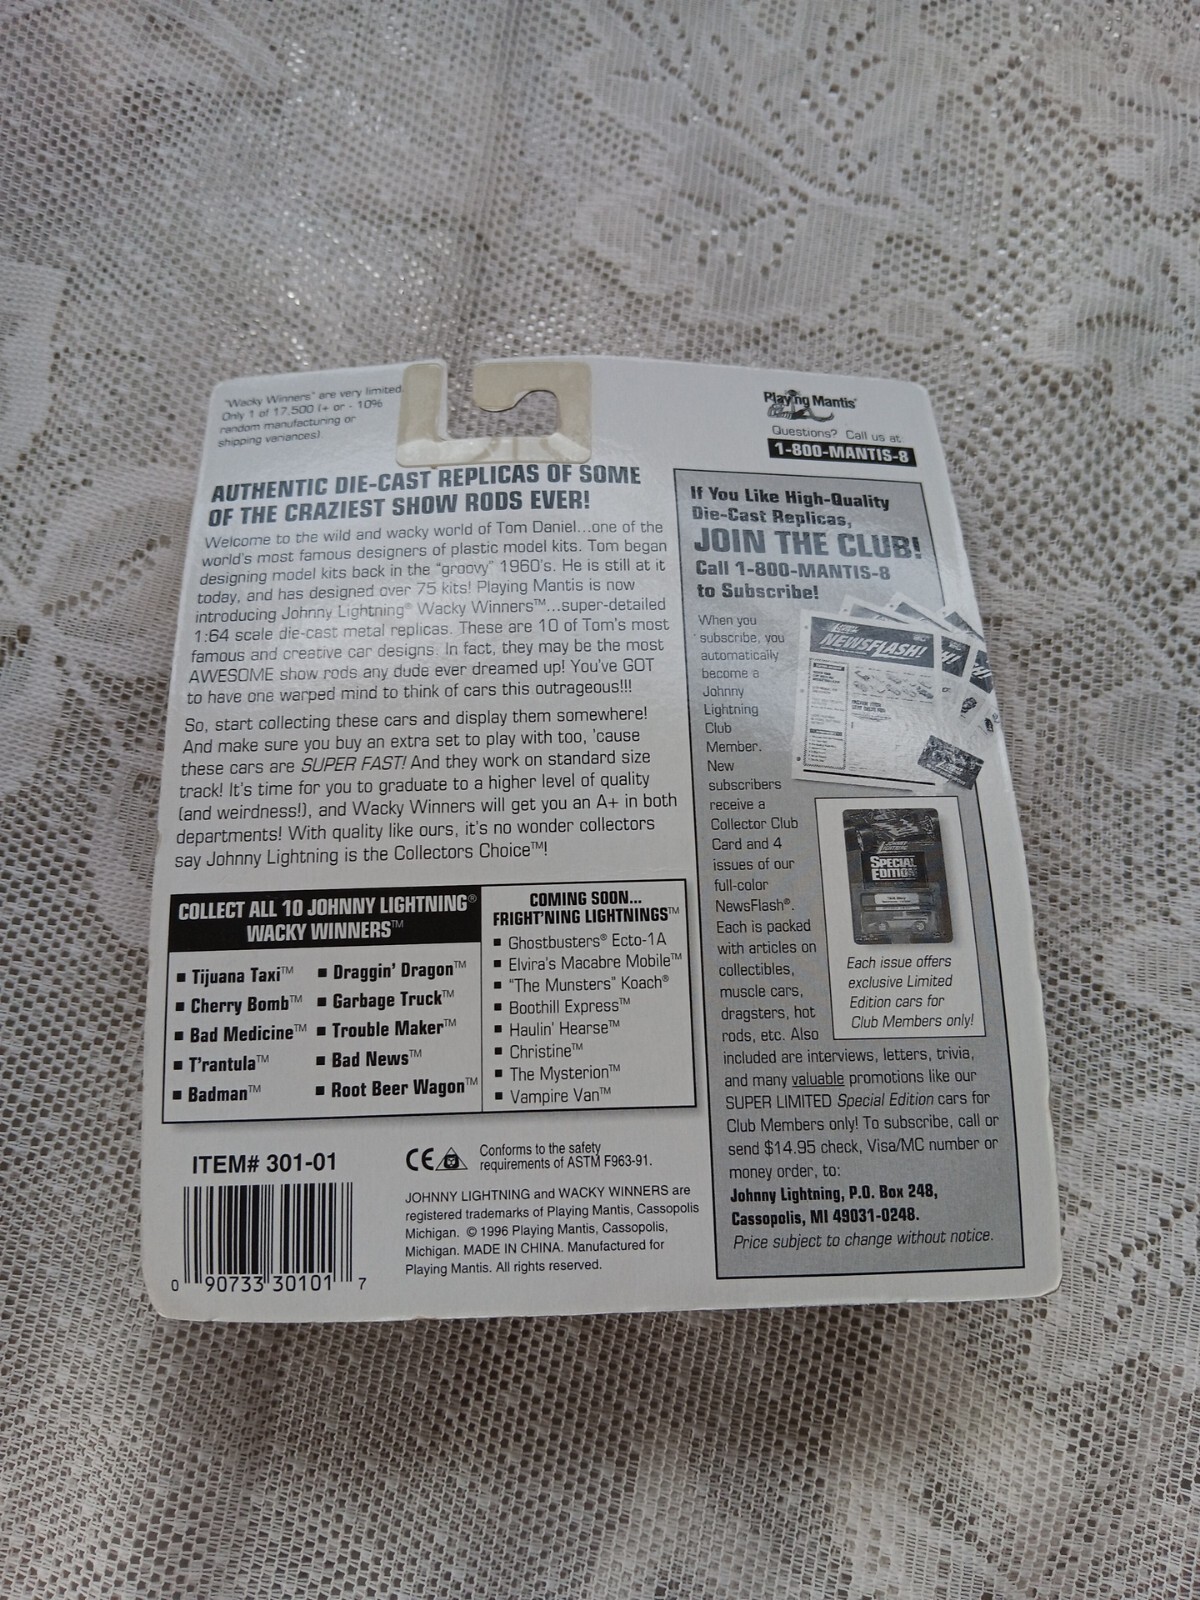 "Wacky Winners" are very limited
Only 1 of 17,500 (+ or - 10%
random manufacturing or
shipping variances)
Playing Mantis®
Questions? Call us at:
1-800-MANTIS-8
AUTHENTIC DIE-CAST REPLICAS OF SOME
OF THE CRAZIEST SHOW RODS EVER!
Welcome to the wild and wacky world of Tom Daniel...one of the
world's most famous designers of plastic model kits. Tom began
designing model kits back in the "groovy" 1960's. He is still at it
today, and has designed over 75 kits! Playing Mantis is now
introducing Johnny Lightning® Wacky Winners™...super-detailed
1:64 scale die-cast metal replicas. These are 10 of Tom's most
famous and creative car designs. In fact, they may be the most
AWESOME show rods any dude ever dreamed up! You've GOT
to have one warped mind to think of cars this outrageous!!!
So, start collecting these cars and display them somewhere!
And make sure you buy an extra set to play with too, 'cause
these cars are SUPER FAST! And they work on standard size
track! It's time for you to graduate to a higher level of quality
(and weirdness!), and Wacky Winners will get you an A+ in both
departments! With quality like ours, it's no wonder collectors
say Johnny Lightning is the Collectors Choice™!
COLLECT ALL 10 JOHNNY LIGHTNING®
WACKY WINNERS™
▪ Tijuana Taxi™
▪ Cherry Bomb™
▪ Bad Medicine™
▪ T'rantula™
▪ Badman™
▪ Draggin' Dragon™
▪ Garbage Truck™
▪ Trouble Maker™
▪ Bad News™
▪ Root Beer Wagon™
COMING SOON...
FRIGHT'NING LIGHTNINGS™
▪ Ghostbusters® Ecto-1A
▪ Elvira's Macabre Mobile™
▪ "The Munsters" Koach®
▪ Boothill Express™
▪ Haulin' Hearse™
▪ Christine™
▪ The Mysterion™
▪ Vampire Van™
ITEM# 301-01
0 90733 30101 7
CE
Conforms to the safety
requirements of ASTM F963-91.
JOHNNY LIGHTNING and WACKY WINNERS are
registered trademarks of Playing Mantis, Cassopolis
Michigan. © 1996 Playing Mantis, Cassopolis,
Michigan. MADE IN CHINA. Manufactured for
Playing Mantis. All rights reserved.
If You Like High-Quality
Die-Cast Replicas,
JOIN THE CLUB!
Call 1-800-MANTIS-8
to Subscribe!
When you
subscribe, you
automatically
become a
Johnny
Lightning
Club
Member.
New
subscribers
receive a
Collector Club
Card and 4
issues of our
full-color
NewsFlash®.
Each is packed
with articles on
collectibles,
muscle cars,
dragsters, hot
rods, etc. Also
included are interviews, letters, trivia,
and many valuable promotions like our
SUPER LIMITED Special Edition cars for
Club Members only! To subscribe, call or
send $14.95 check, Visa/MC number or
money order, to:
Johnny Lightning, P.O. Box 248,
Cassopolis, MI 49031-0248.
Price subject to change without notice.
NEWSFLASH!
SPECIAL
EDITION
Each issue offers
exclusive Limited
Edition cars for
Club Members only!